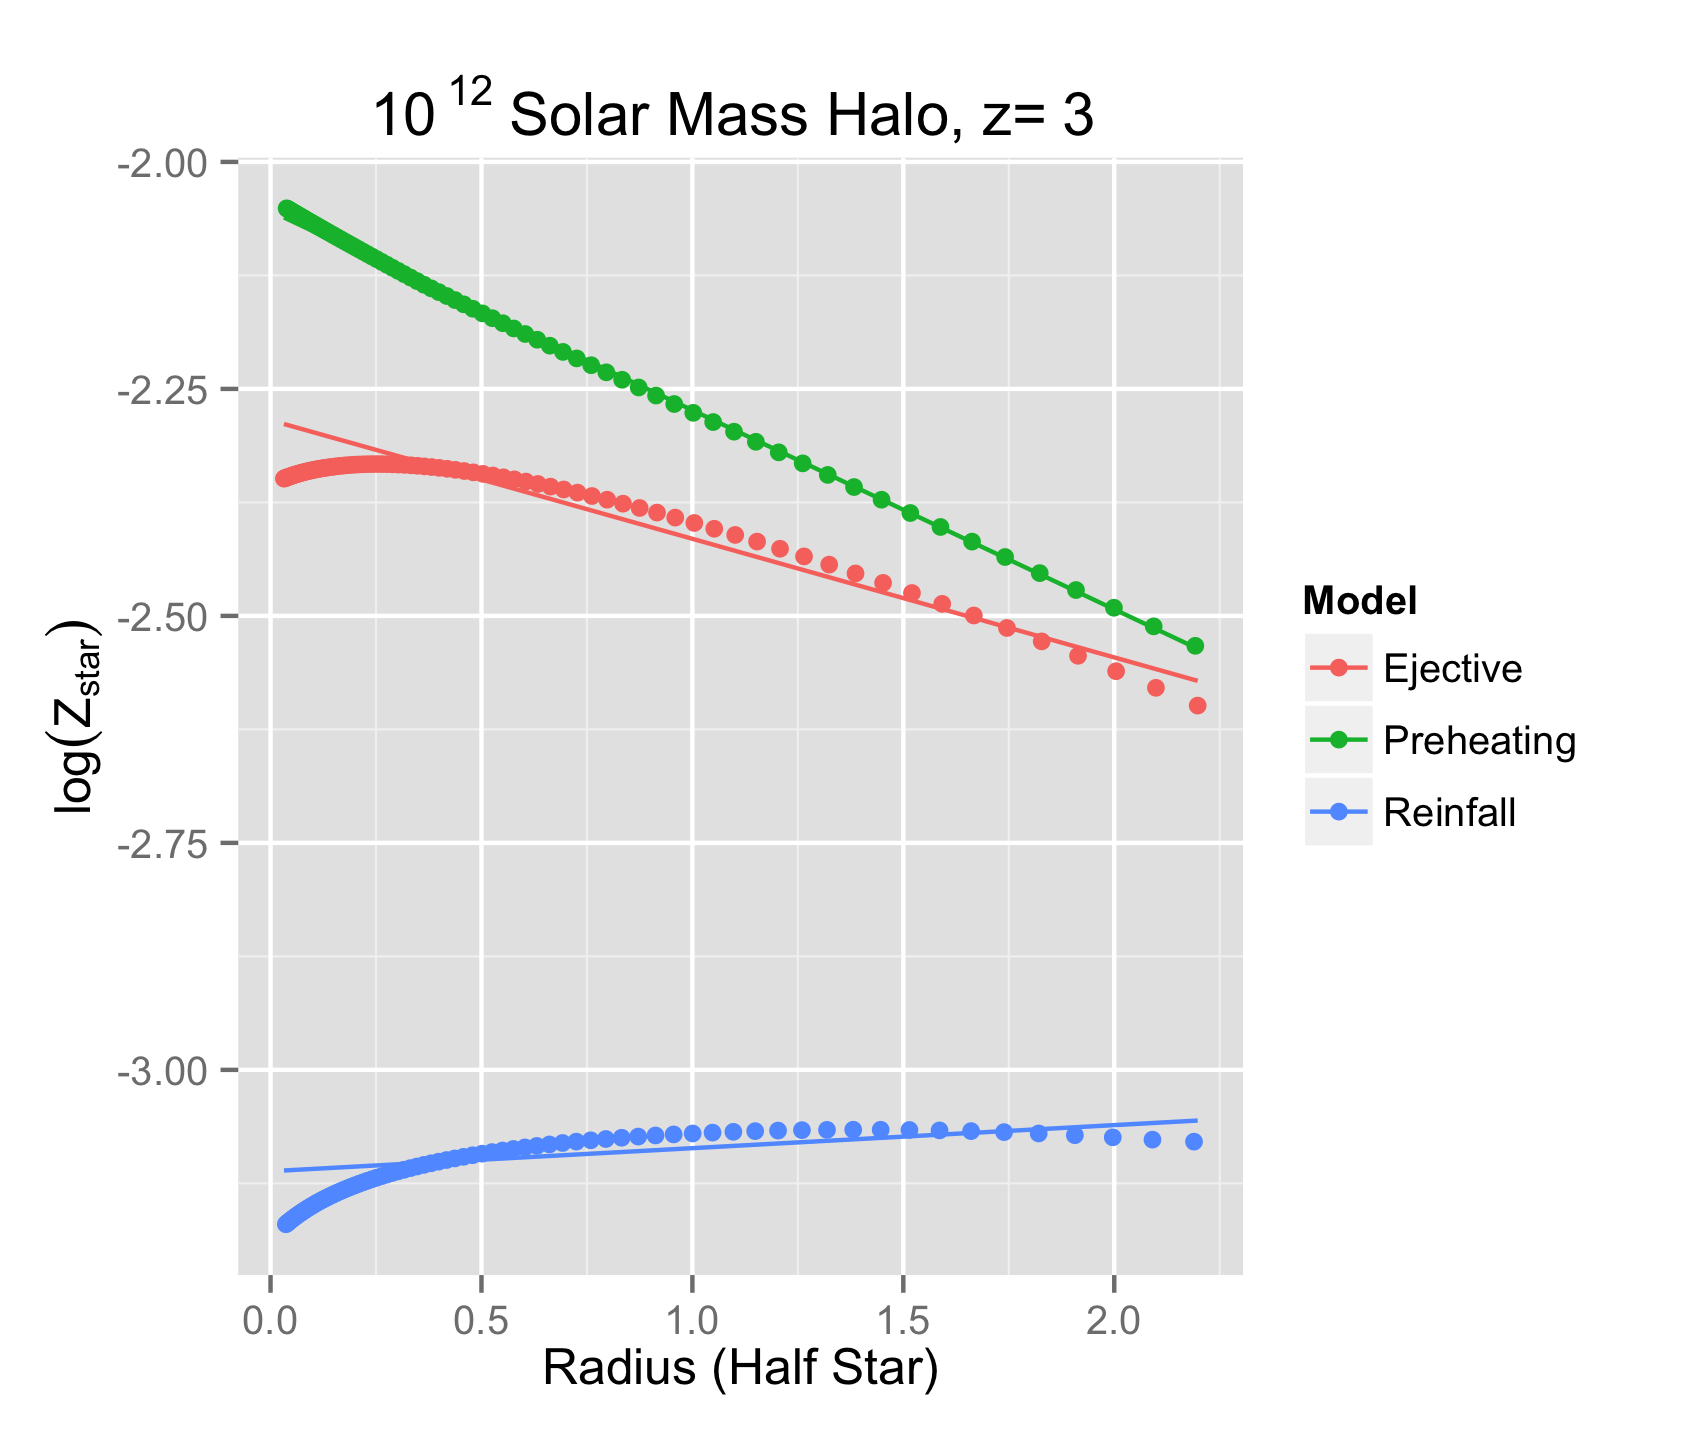 10^12 Solar Mass Halo, z= 3
log(Z_star)
-2.00
-2.25
-2.50
-2.75
-3.00
0.0 0.5 1.0 1.5 2.0
Radius (Half Star)
Model
Ejective
Preheating
Reinfall